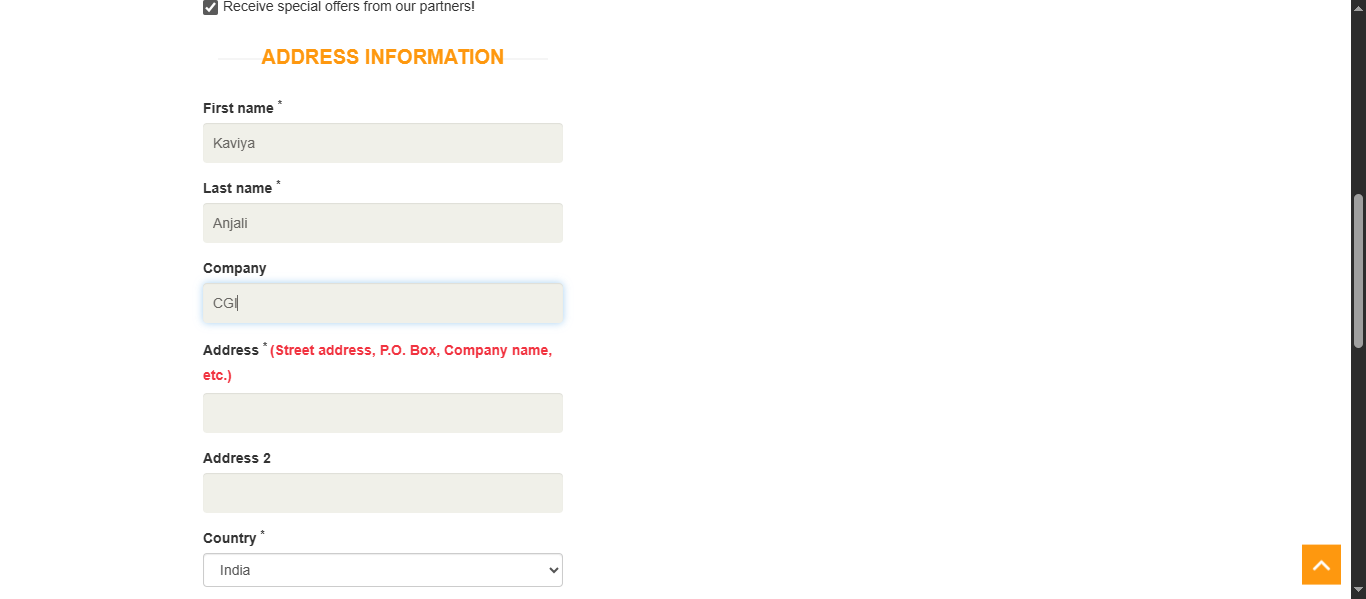 Receive special offers from our partners!
ADDRESS INFORMATION
First name *
Kaviya
Last name *
Anjali
Company
CGI
Address * (Street address, P.O. Box, Company name,
etc.)
Address 2
Country *
India